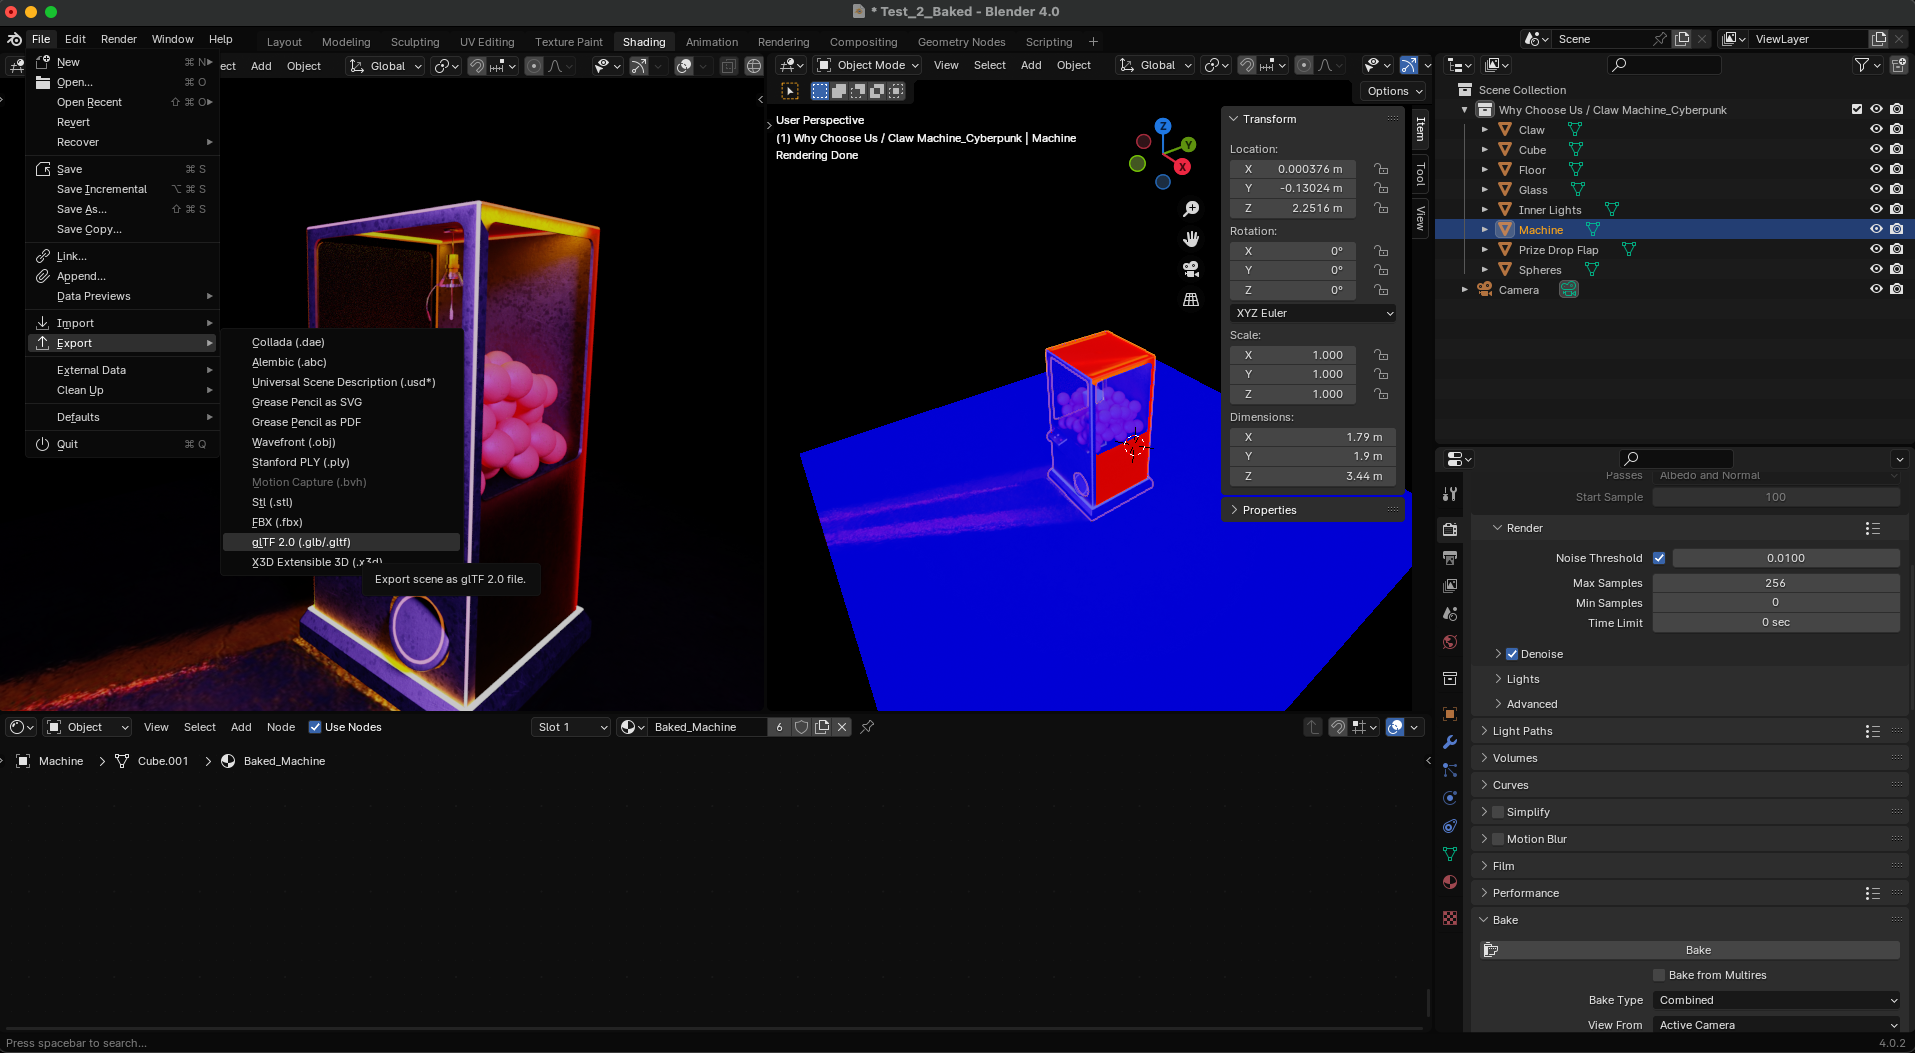 * Test_2_Baked - Blender 4.0
File Edit Render Window Help
Layout Modeling Sculpting UV Editing Texture Paint Shading Animation Rendering Compositing Geometry Nodes Scripting +
Scene
ViewLayer
New ⌘ N
Open... ⌘ O
Open Recent ⇧ ⌘ O
Revert
Recover
Save ⌘ S
Save Incremental ⌥ ⌘ S
Save As... ⇧ ⌘ S
Save Copy...
Link...
Append...
Data Previews
Import
Export
External Data
Clean Up
Defaults
Quit ⌘ Q
Collada (.dae)
Alembic (.abc)
Universal Scene Description (.usd*)
Grease Pencil as SVG
Grease Pencil as PDF
Wavefront (.obj)
Stanford PLY (.ply)
Motion Capture (.bvh)
Stl (.stl)
FBX (.fbx)
glTF 2.0 (.glb/.gltf)
X3D Extensible 3D (.x3d)
Export scene as glTF 2.0 file.
ect Add Object Global
Object Mode View Select Add Object Global
Options
User Perspective
(1) Why Choose Us / Claw Machine_Cyberpunk | Machine
Rendering Done
Z
Y
X
Transform
Location:
X 0.000376 m
Y -0.13024 m
Z 2.2516 m
Rotation:
X 0°
Y 0°
Z 0°
XYZ Euler
Scale:
X 1.000
Y 1.000
Z 1.000
Dimensions:
X 1.79 m
Y 1.9 m
Z 3.44 m
Properties
Item
Tool
View
Scene Collection
Why Choose Us / Claw Machine_Cyberpunk
Claw
Cube
Floor
Glass
Inner Lights
Machine
Prize Drop Flap
Spheres
Camera
Passes Albedo and Normal
Start Sample 100
Render
Noise Threshold 0.0100
Max Samples 256
Min Samples 0
Time Limit 0 sec
Denoise
Lights
Advanced
Light Paths
Volumes
Curves
Simplify
Motion Blur
Film
Performance
Bake
Bake
Bake from Multires
Bake Type Combined
View From Active Camera
Object View Select Add Node Use Nodes Slot 1 Baked_Machine 6
Machine Cube.001 Baked_Machine
Press spacebar to search...
4.0.2